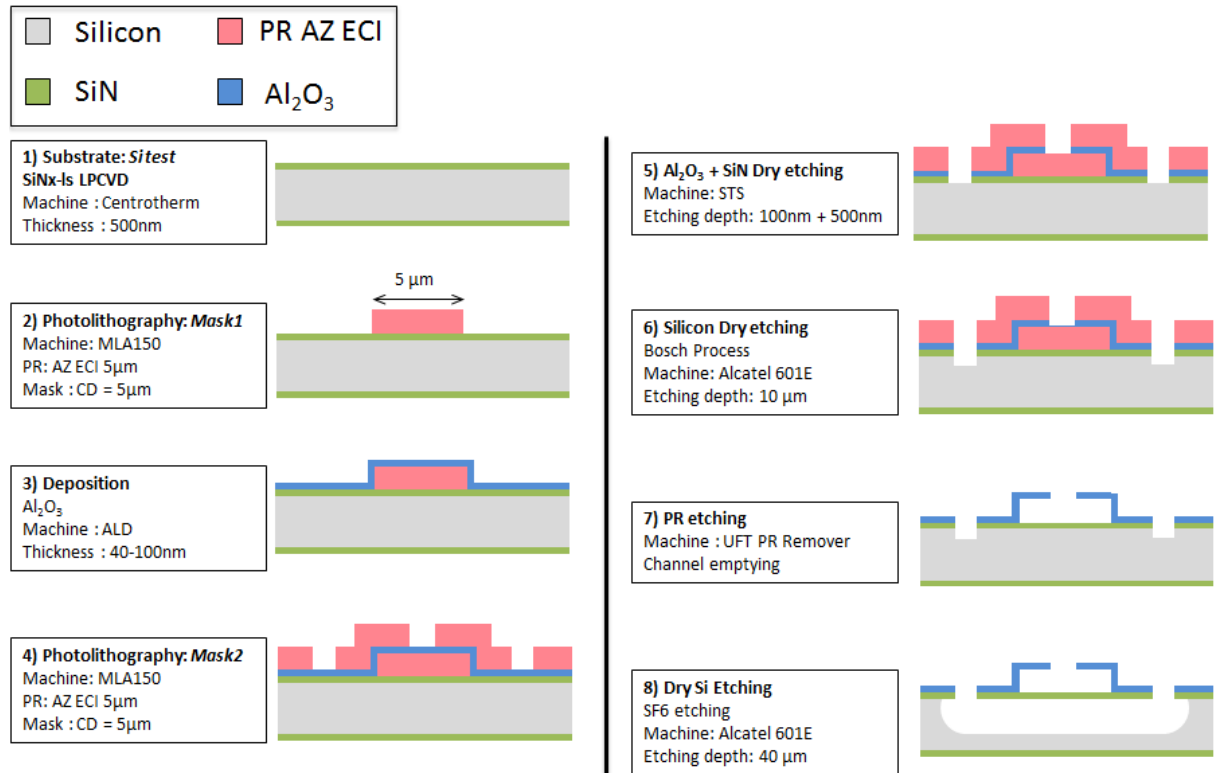 Silicon
PR AZ ECI
SiN
Al₂O₃
1) Substrate: Si test
SiNx-ls LPCVD
Machine : Centrotherm
Thickness : 500nm
5 µm
2) Photolithography: Mask1
Machine: MLA150
PR: AZ ECI 5µm
Mask : CD = 5µm
3) Deposition
Al₂O₃
Machine : ALD
Thickness : 40-100nm
4) Photolithography: Mask2
Machine: MLA150
PR: AZ ECI 5µm
Mask : CD = 5µm
5) Al₂O₃ + SiN Dry etching
Machine: STS
Etching depth: 100nm + 500nm
6) Silicon Dry etching
Bosch Process
Machine: Alcatel 601E
Etching depth: 10 µm
7) PR etching
Machine : UFT PR Remover
Channel emptying
8) Dry Si Etching
SF6 etching
Machine: Alcatel 601E
Etching depth: 40 µm